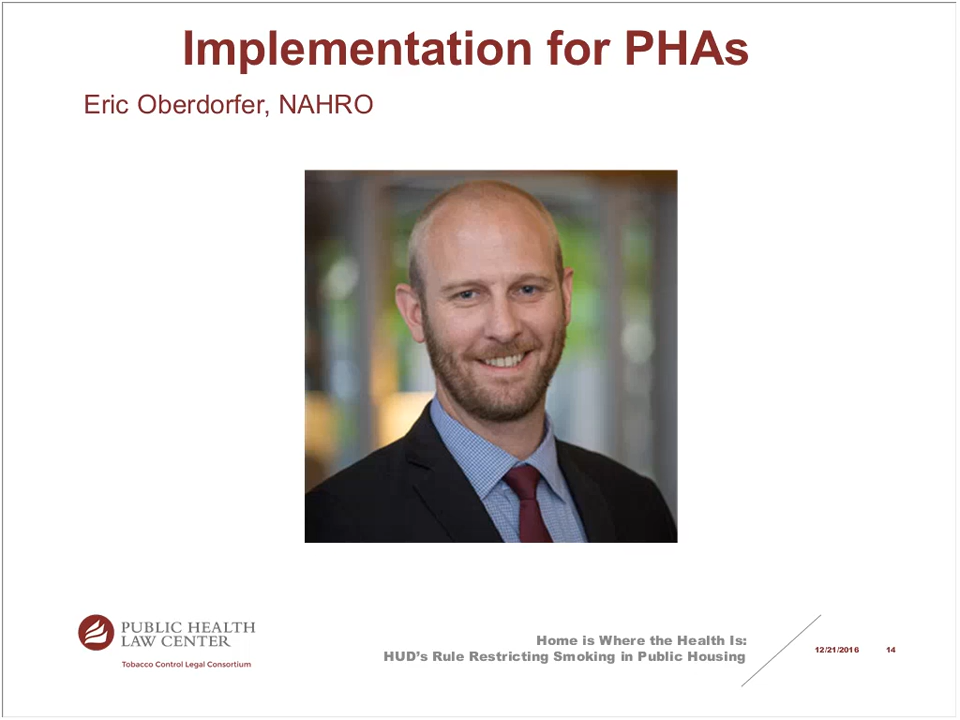 Implementation for PHAs
Eric Oberdorfer, NAHRO
PUBLIC HEALTH
LAW CENTER
Tobacco Control Legal Consortium
Home is Where the Health Is:
HUD’s Rule Restricting Smoking in Public Housing
12/21/2016
14